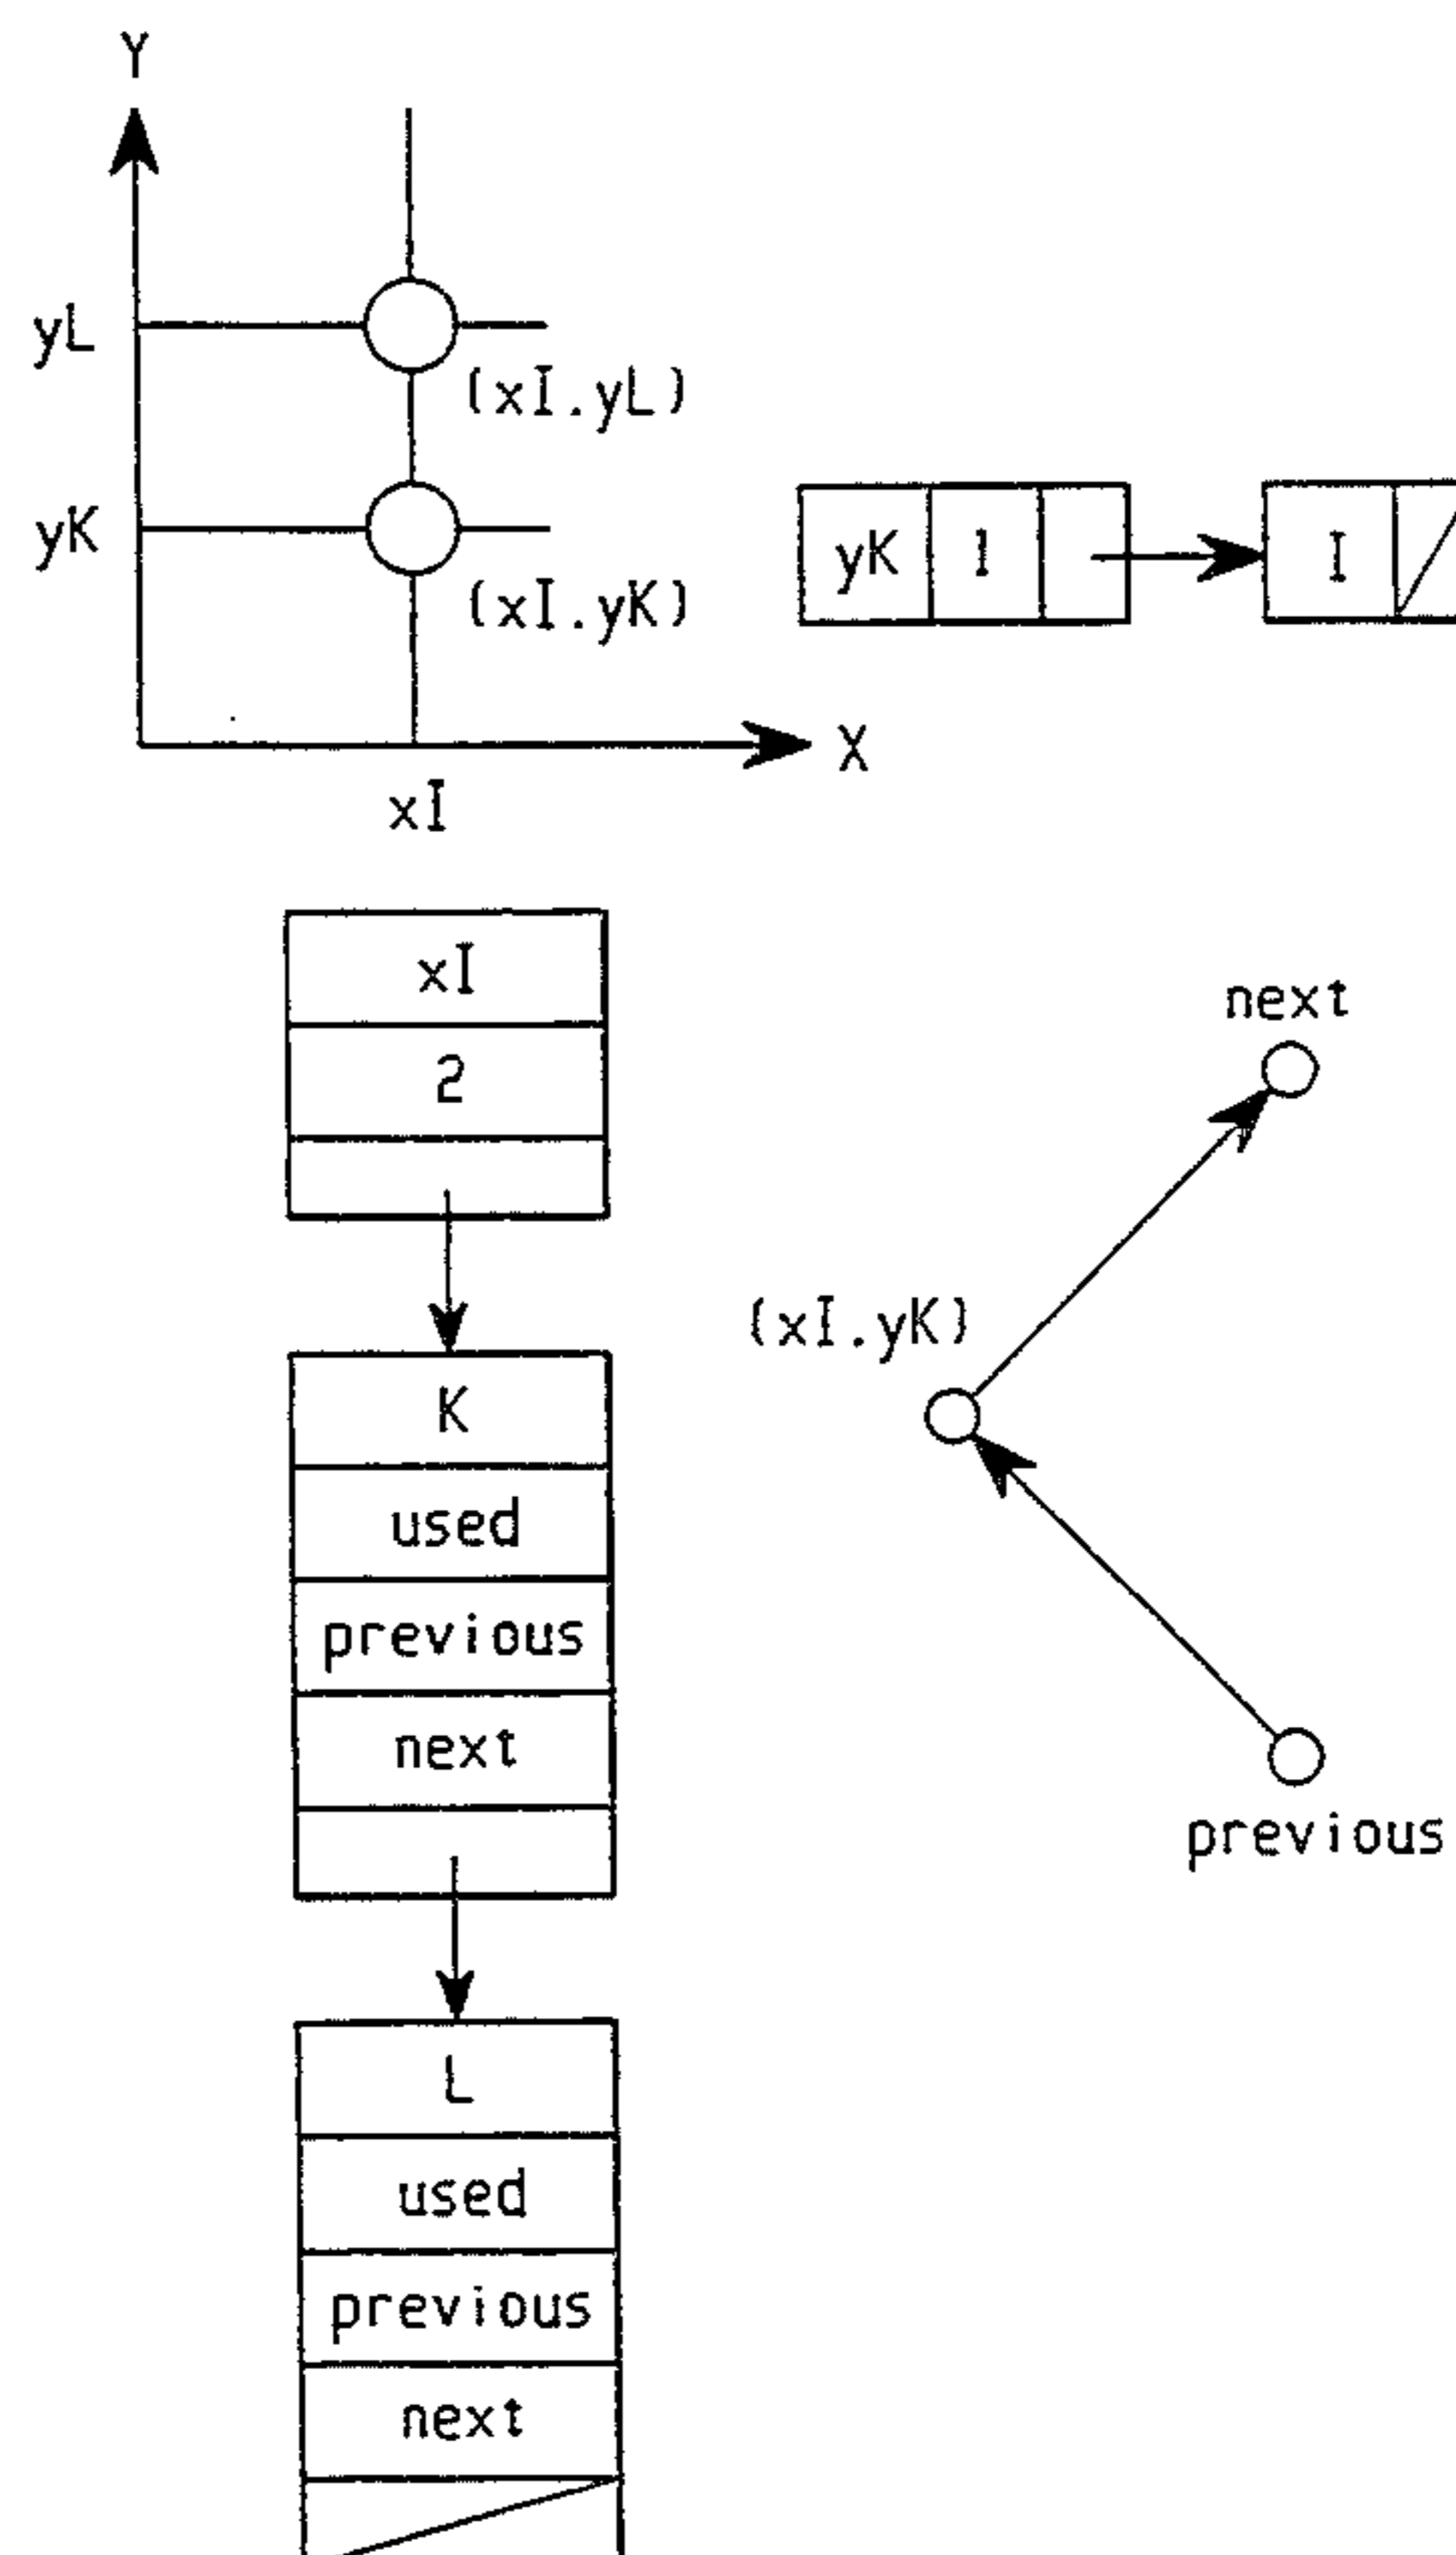 Y
yL
(xI.yL)
yK
(xI.yK)
yK 1
I
X
xI
xI
2
next
(xI.yK)
K
used
previous
next
previous
L
used
previous
next